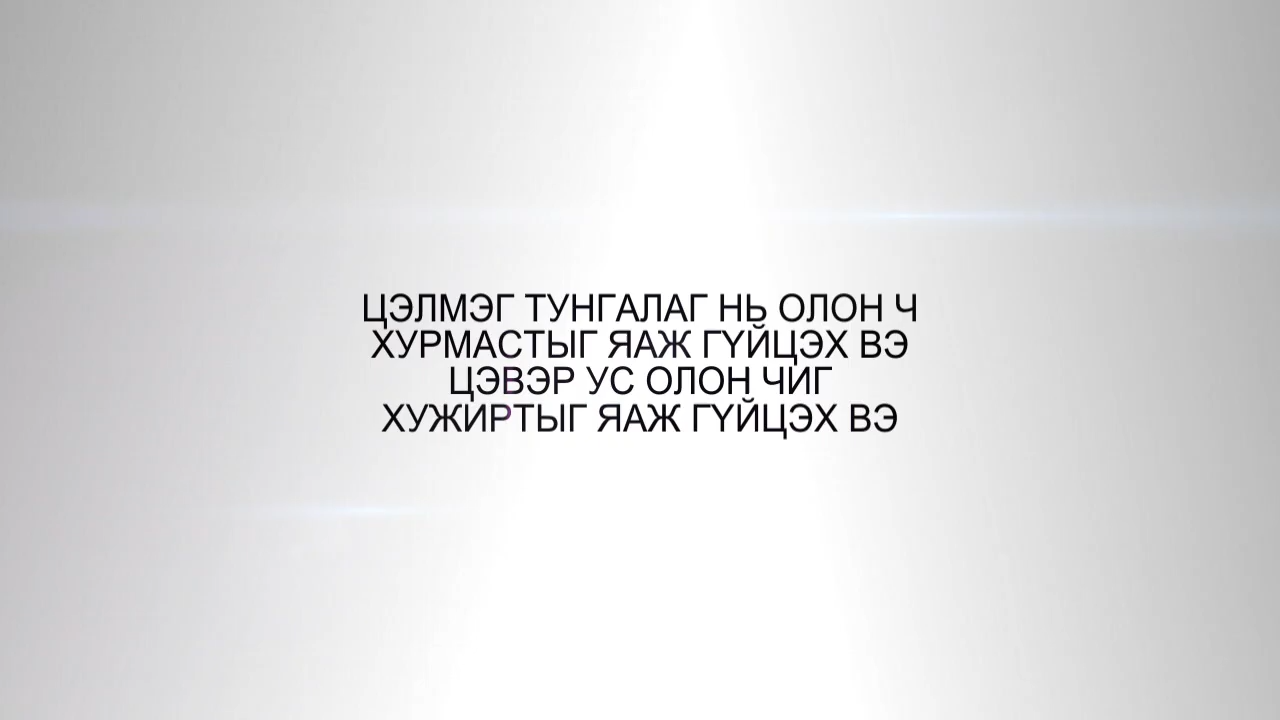 ЦЭЛМЭГ ТУНГАЛАГ НЬ ОЛОН Ч
ХУРМАСТЫГ ЯАЖ ГҮЙЦЭХ ВЭ
ЦЭВЭР УС ОЛОН ЧИГ
ХУЖИРТЫГ ЯАЖ ГҮЙЦЭХ ВЭ